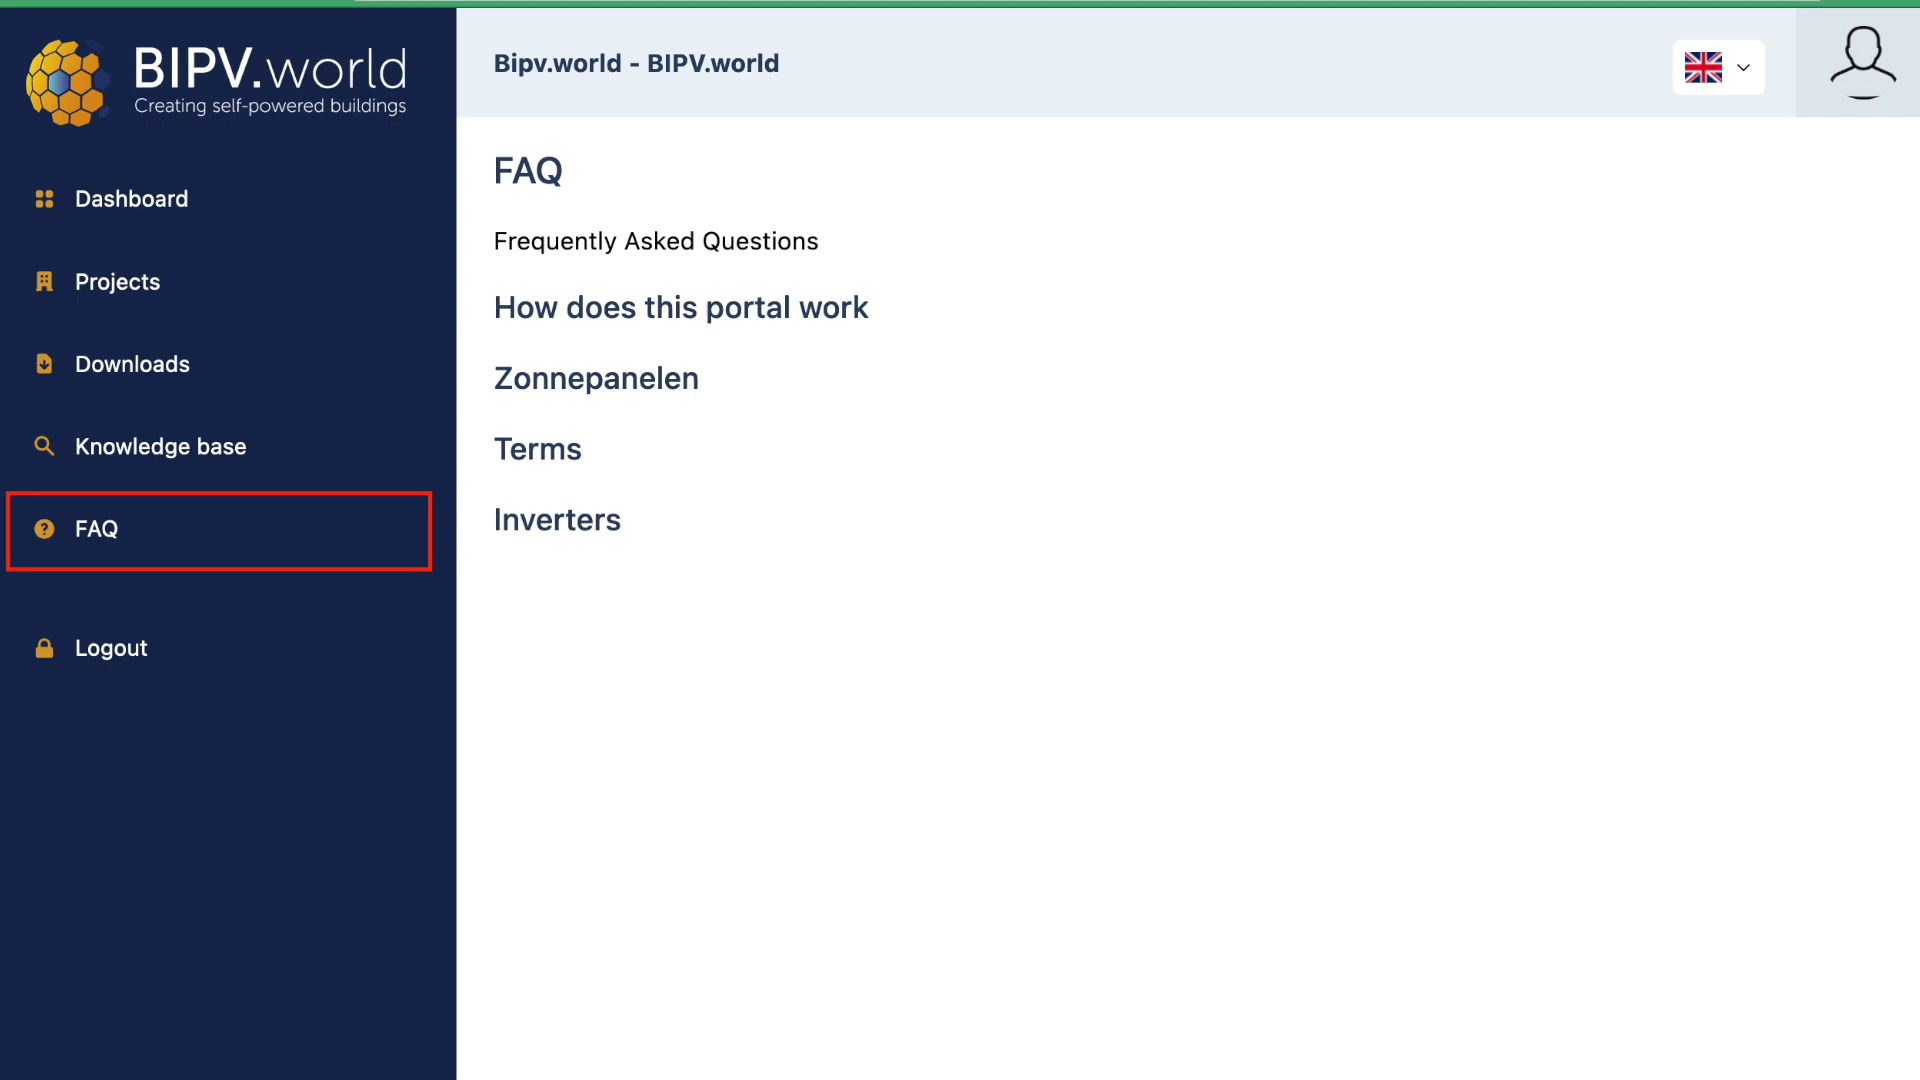 BIPV.world
Creating self-powered buildings
Dashboard
Projects
Downloads
Knowledge base
FAQ
Logout
Bipv.world - BIPV.world
FAQ
Frequently Asked Questions
How does this portal work
Zonnepanelen
Terms
Inverters